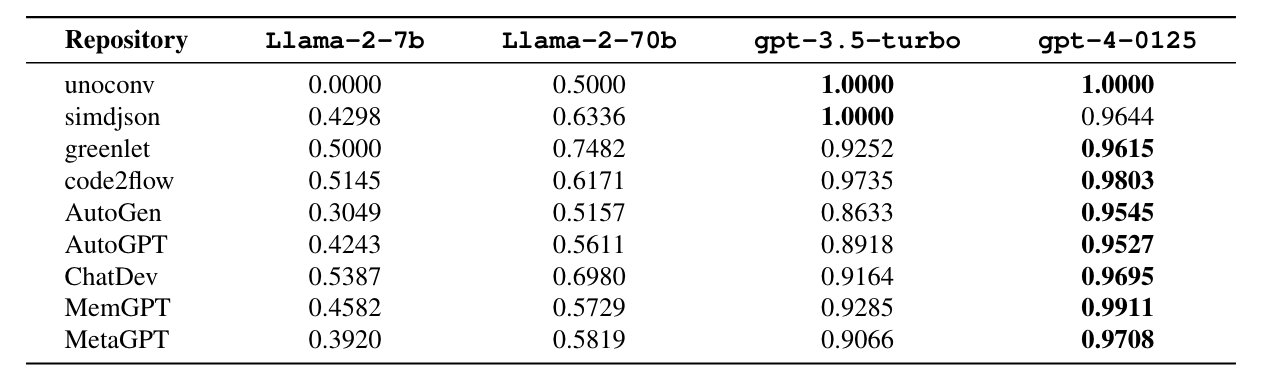 Repository Llama-2-7b Llama-2-70b gpt-3.5-turbo gpt-4-0125
unoconv 0.0000 0.5000 1.0000 1.0000
simdjson 0.4298 0.6336 1.0000 0.9644
greenlet 0.5000 0.7482 0.9252 0.9615
code2flow 0.5145 0.6171 0.9735 0.9803
AutoGen 0.3049 0.5157 0.8633 0.9545
AutoGPT 0.4243 0.5611 0.8918 0.9527
ChatDev 0.5387 0.6980 0.9164 0.9695
MemGPT 0.4582 0.5729 0.9285 0.9911
MetaGPT 0.3920 0.5819 0.9066 0.9708